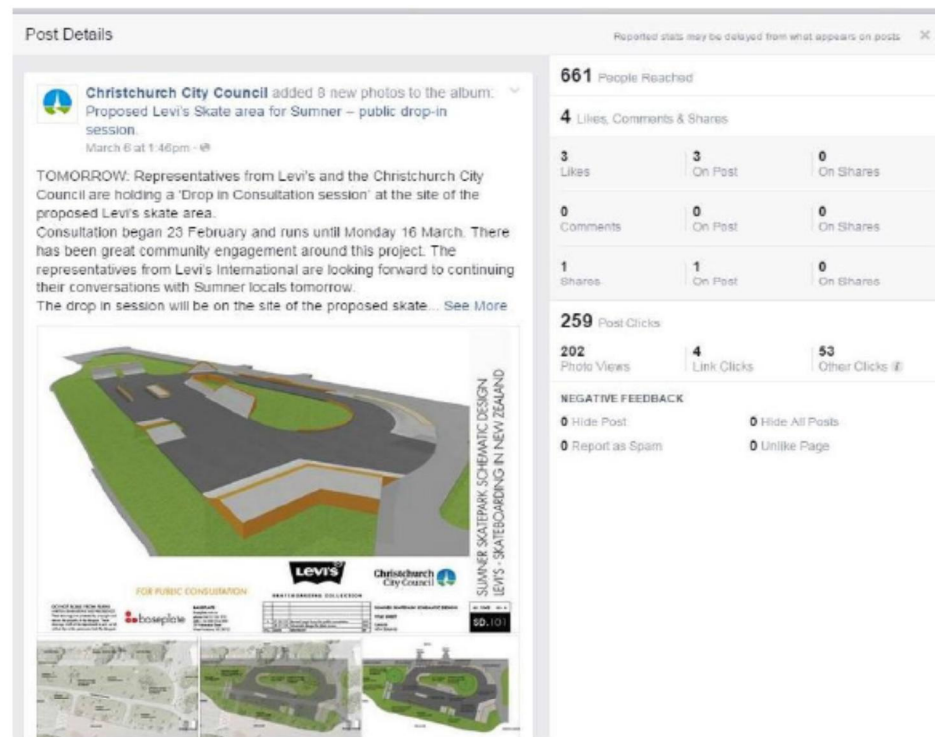 Post Details
Reported stats may be delayed from what appears on posts
Christchurch City Council added 8 new photos to the album:
Proposed Levi's Skate area for Sumner – public drop-in
session.
March 6 at 1:46pm
TOMORROW: Representatives from Levi's and the Christchurch City
Council are holding a 'Drop in Consultation session' at the site of the
proposed Levi's skate area.
Consultation began 23 February and runs until Monday 16 March. There
has been great community engagement around this project. The
representatives from Levi's International are looking forward to continuing
their conversations with Sumner locals tomorrow.
The drop in session will be on the site of the proposed skate... See More
SUMNER SKATEPARK SCHEMATIC DESIGN
LEVI'S - SKATEBOARDING IN NEW ZEALAND
FOR PUBLIC CONSULTATION
LEVI'S
SKATEBOARDING COLLECTION
Christchurch
City Council
baseplate
BASEPLATE
SUMNER SKATEPARK SCHEMATIC DESIGN
SD.101
661 People Reached
4 Likes, Comments & Shares
3
Likes
3
On Post
0
On Shares
0
Comments
0
On Post
0
On Shares
1
Shares
1
On Post
0
On Shares
259 Post Clicks
202
Photo Views
4
Link Clicks
53
Other Clicks
NEGATIVE FEEDBACK
0 Hide Post
0 Hide All Posts
0 Report as Spam
0 Unlike Page